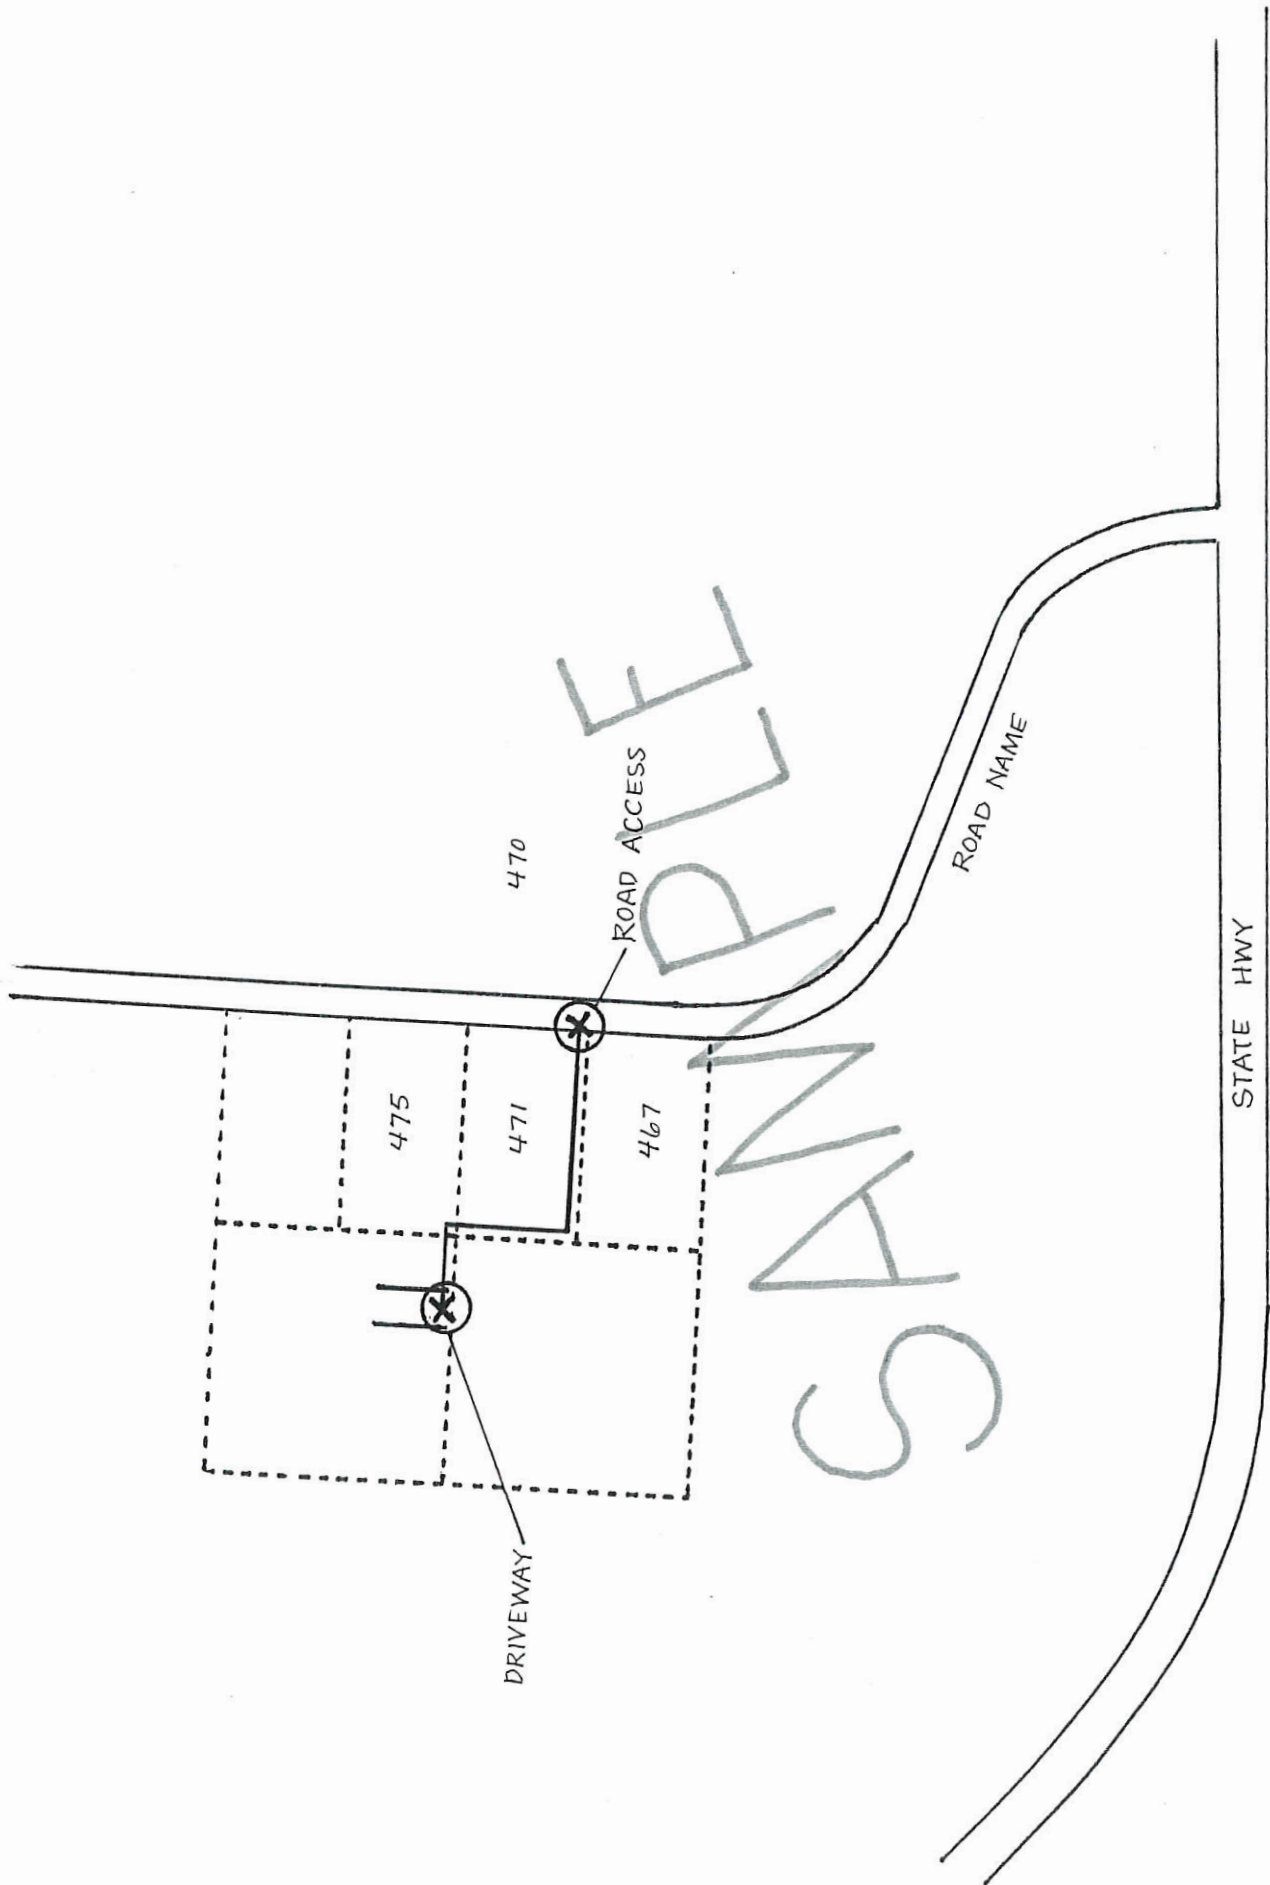 DRIVEWAY
475
471
467
470
ROAD ACCESS
SAMPLE
ROAD NAME
STATE HWY